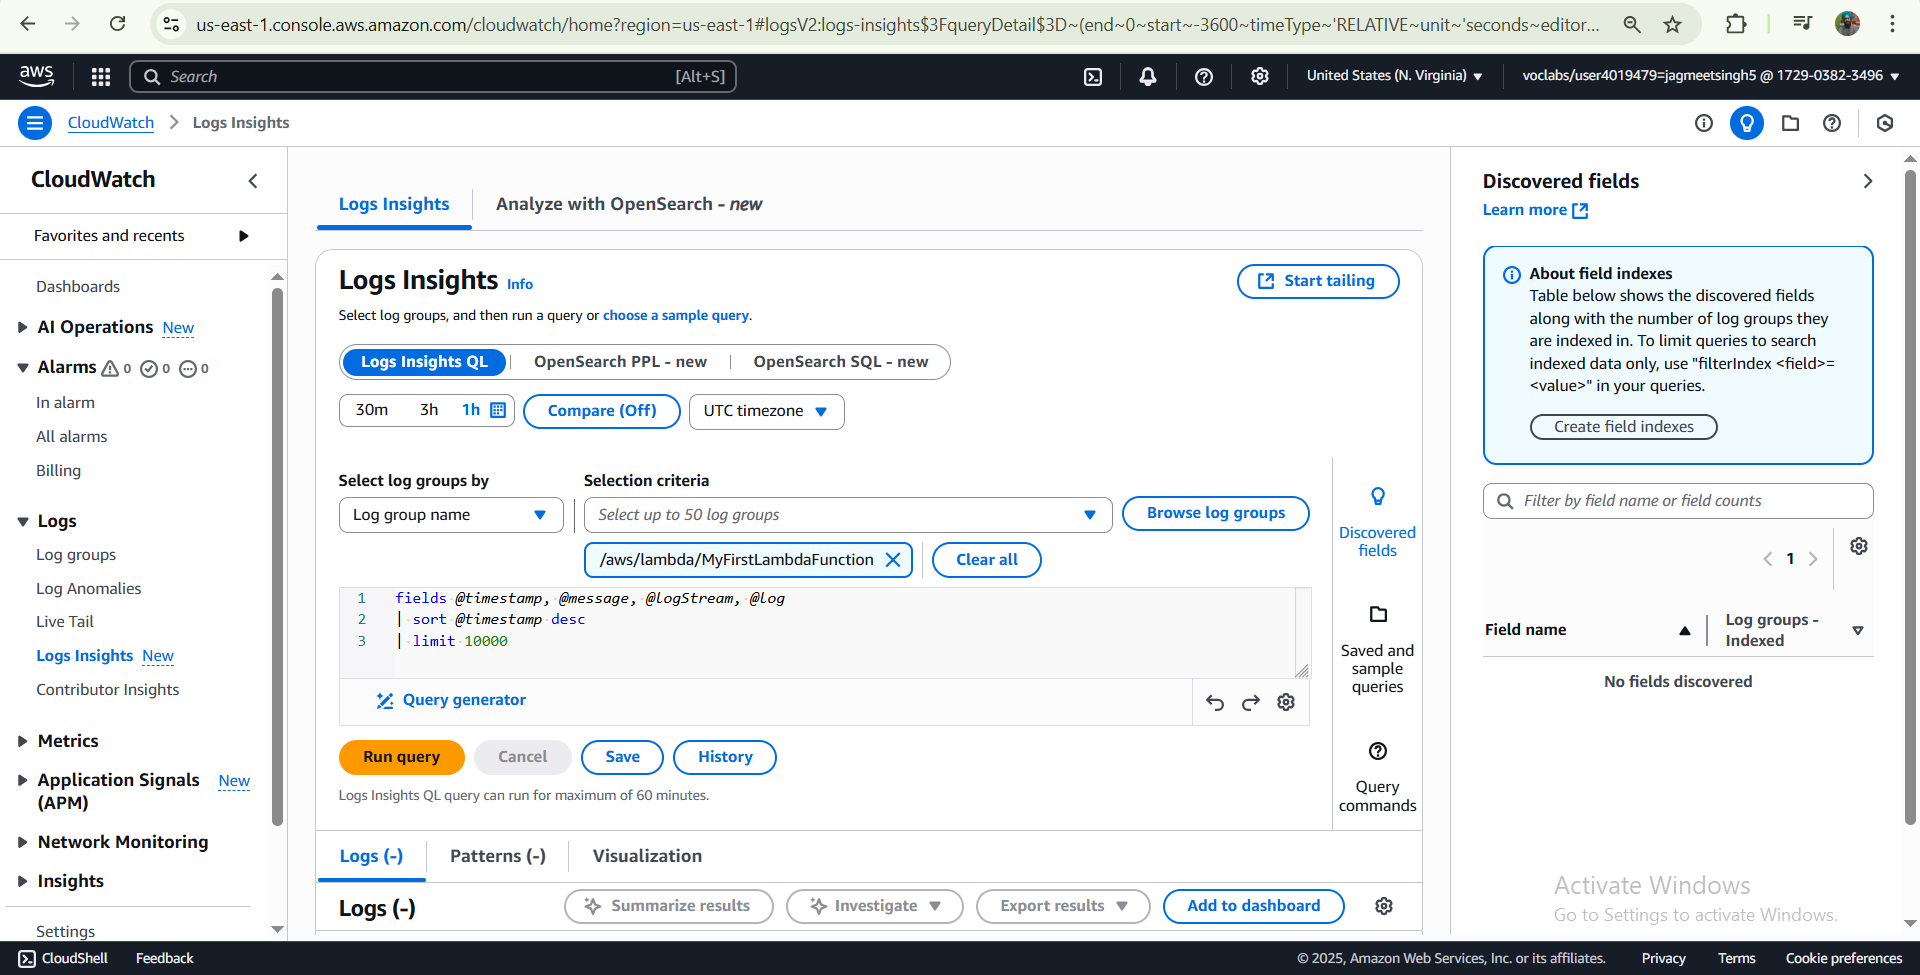 us-east-1.console.aws.amazon.com/cloudwatch/home?region=us-east-1#logsV2:logs-insights$3FqueryDetail$3D~(end~0~start~-3600~timeType~'RELATIVE~unit~'seconds~editor...
aws
Search [Alt+S]
United States (N. Virginia)
voclabs/user4019479=jagmeetsingh5 @ 1729-0382-3496
CloudWatch
Logs Insights
CloudWatch
Favorites and recents
Dashboards
AI Operations New
Alarms 0 0 0
In alarm
All alarms
Billing
Logs
Log groups
Log Anomalies
Live Tail
Logs Insights New
Contributor Insights
Metrics
Application Signals (APM) New
Network Monitoring
Insights
Settings
Logs Insights
Analyze with OpenSearch - new
Logs Insights Info
Start tailing
Select log groups, and then run a query or choose a sample query.
Logs Insights QL
OpenSearch PPL - new
OpenSearch SQL - new
30m 3h 1h
Compare (Off)
UTC timezone
Select log groups by
Selection criteria
Log group name
Select up to 50 log groups
Browse log groups
/aws/lambda/MyFirstLambdaFunction
Clear all
1 fields @timestamp, @message, @logStream, @log
2 | sort @timestamp desc
3 | limit 10000
Query generator
Run query
Cancel
Save
History
Logs Insights QL query can run for maximum of 60 minutes.
Discovered fields
Saved and sample queries
Query commands
Logs (-)
Patterns (-)
Visualization
Logs (-)
Summarize results
Investigate
Export results
Add to dashboard
Discovered fields
Learn more
About field indexes
Table below shows the discovered fields
along with the number of log groups they
are indexed in. To limit queries to search
indexed data only, use "filterIndex <field>=
<value>" in your queries.
Create field indexes
Filter by field name or field counts
1
Field name
Log groups - Indexed
No fields discovered
Activate Windows
Go to Settings to activate Windows.
CloudShell
Feedback
© 2025, Amazon Web Services, Inc. or its affiliates.
Privacy
Terms
Cookie preferences